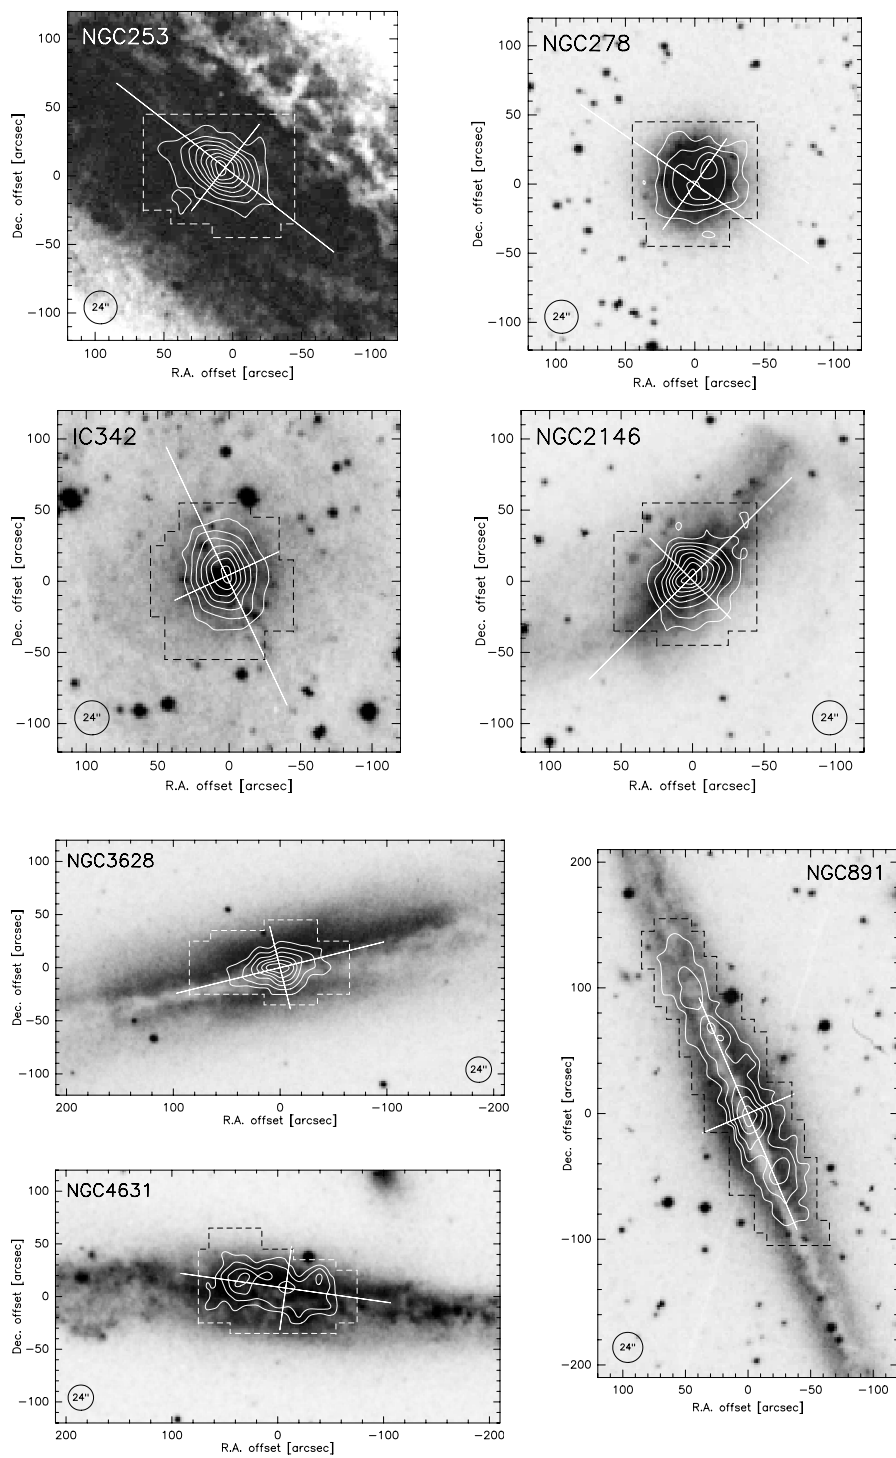 NGC253
100
50
0
−50
−100
Dec. offset [arcsec]
24"
100 50 0 −50 −100
R.A. offset [arcsec]
NGC278
100
50
0
−50
−100
Dec. offset [arcsec]
24"
100 50 0 −50 −100
R.A. offset [arcsec]
IC342
100
50
0
−50
−100
Dec. offset [arcsec]
24"
100 50 0 −50 −100
R.A. offset [arcsec]
NGC2146
100
50
0
−50
−100
Dec. offset [arcsec]
24"
100 50 0 −50 −100
R.A. offset [arcsec]
NGC3628
100
50
0
−50
−100
Dec. offset [arcsec]
24"
200 100 0 −100 −200
R.A. offset [arcsec]
NGC891
200
100
0
−100
−200
Dec. offset [arcsec]
24"
100 50 0 −50 −100
R.A. offset [arcsec]
NGC4631
100
50
0
−50
−100
Dec. offset [arcsec]
24"
200 100 0 −100 −200
R.A. offset [arcsec]